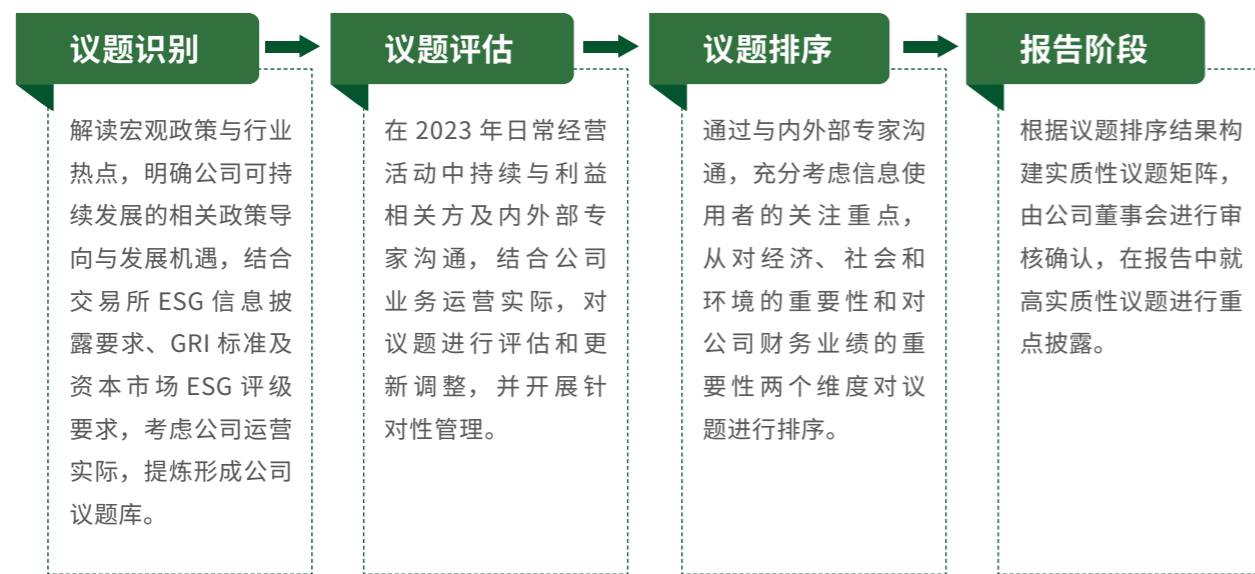 议题识别
解读宏观政策与行业
热点，明确公司可持
续发展的相关政策导
向与发展机遇，结合
交易所 ESG 信息披
露要求、GRI 标准及
资本市场 ESG 评级
要求，考虑公司运营
实际，提炼形成公司
议题库。
议题评估
在 2023 年日常经营
活动中持续与利益
相关方及内外部专
家沟通，结合公司
业务运营实际，对
议题进行评估和更
新调整，并开展针
对性管理。
议题排序
通过与内外部专家沟
通，充分考虑信息使
用者的关注重点，
从对经济、社会和
环境的重要性和对
公司财务业绩的重
要性两个维度对议
题进行排序。
报告阶段
根据议题排序结果构
建实质性议题矩阵，
由公司董事会进行审
核确认，在报告中就
高实质性议题进行重
点披露。